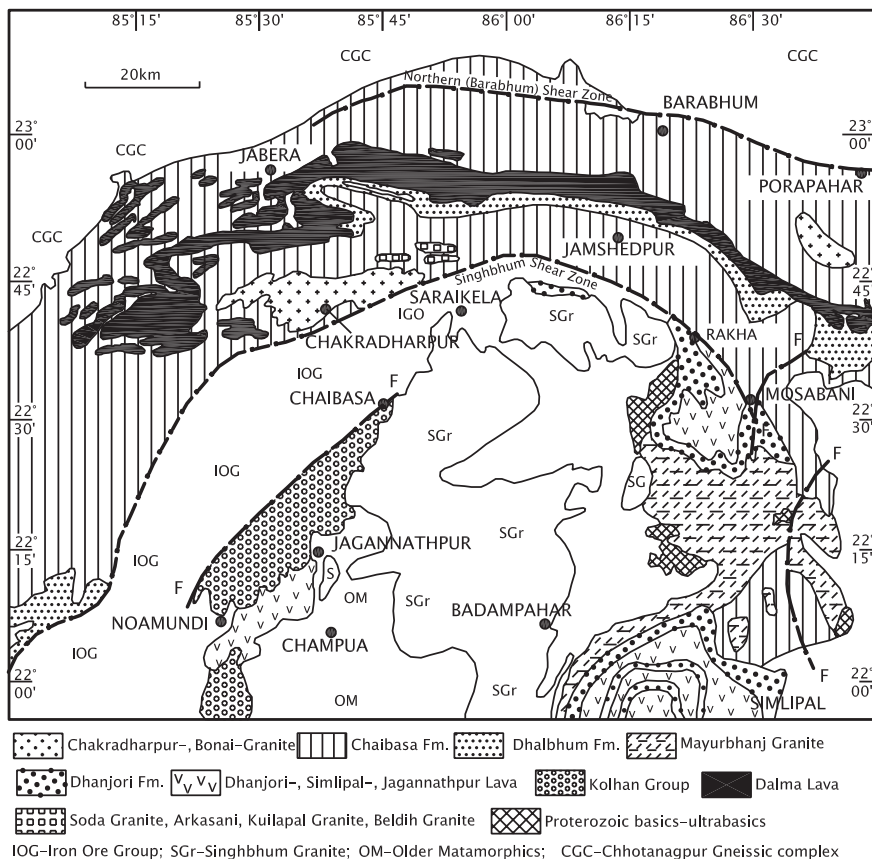 85°15' 85°30' 85°45' 86°00' 86°15' 86°30'
CGC CGC
20km
Northern (Barabhum) Shear Zone
BARABHUM
23° 00' 23° 00'
CGC
JABERA
PORAPAHAR
CGC
JAMSHEDPUR
Singhbhum Shear Zone
22° 45' 22° 45'
SARAIKELA
IGO
SGr
CHAKRADHARPUR
SGr
RAKHA
F
IOG
F
CHAIBASA
MOSABANI
22° 30' 22° 30'
F
SGr
F
IOG
SG
SGr
JAGANNATHPUR
22° 15' 22° 15'
IOG
S
F
OM
SGr
BADAMPAHAR
NOAMUNDI
CHAMPUA
IOG
22° 00' 22° 00'
F
SGr
OM
SIMLIPAL
Chakradharpur-, Bonai-Granite Chaibasa Fm. Dhalbhum Fm. Mayurbhanj Granite
Dhanjori Fm. Dhanjori-, Simlipal-, Jagannathpur Lava Kolhan Group Dalma Lava
Soda Granite, Arkasani, Kuilapal Granite, Beldih Granite Proterozoic basics-ultrabasics
IOG-Iron Ore Group; SGr-Singhbhum Granite; OM-Older Matamorphics; CGC-Chhotanagpur Gneissic complex